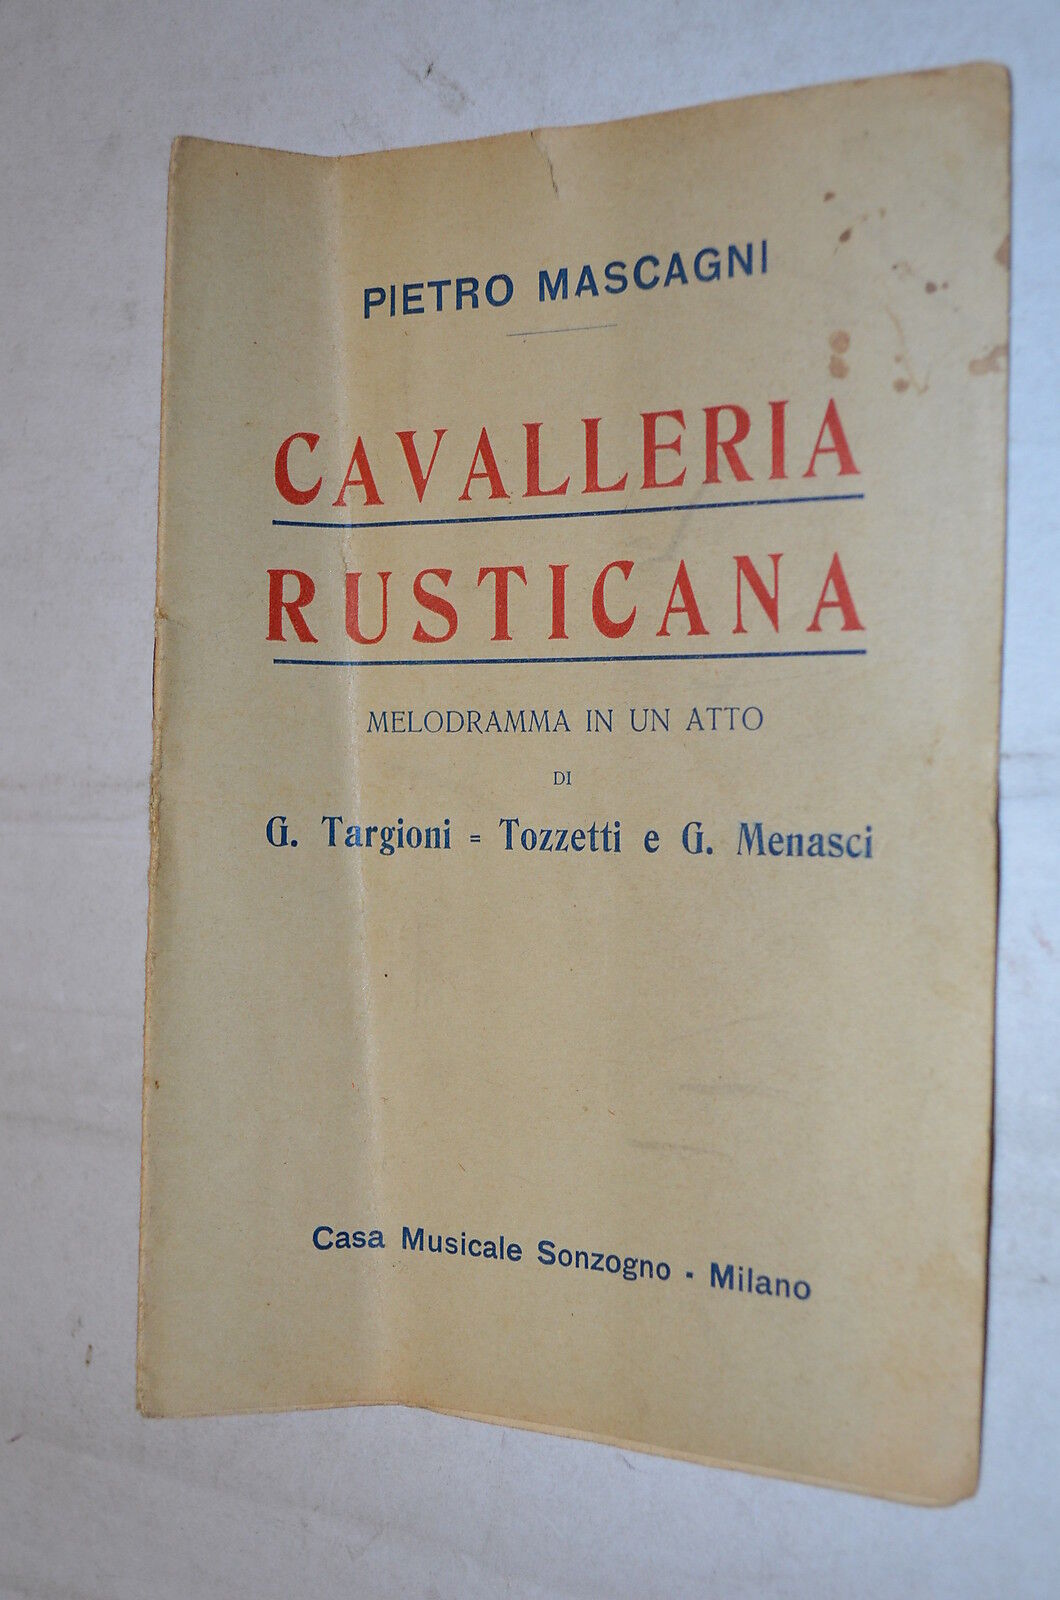 PIETRO MASCAGNI
CAVALLERIA
RUSTICANA
MELODRAMMA IN UN ATTO
DI
G. Targioni = Tozzetti e G. Menasci
Casa Musicale Sonzogno - Milano